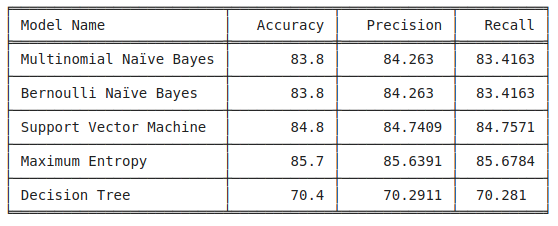 Model Name Accuracy Precision Recall
Multinomial Naïve Bayes 83.8 84.263 83.4163
Bernoulli Naïve Bayes 83.8 84.263 83.4163
Support Vector Machine 84.8 84.7409 84.7571
Maximum Entropy 85.7 85.6391 85.6784
Decision Tree 70.4 70.2911 70.281